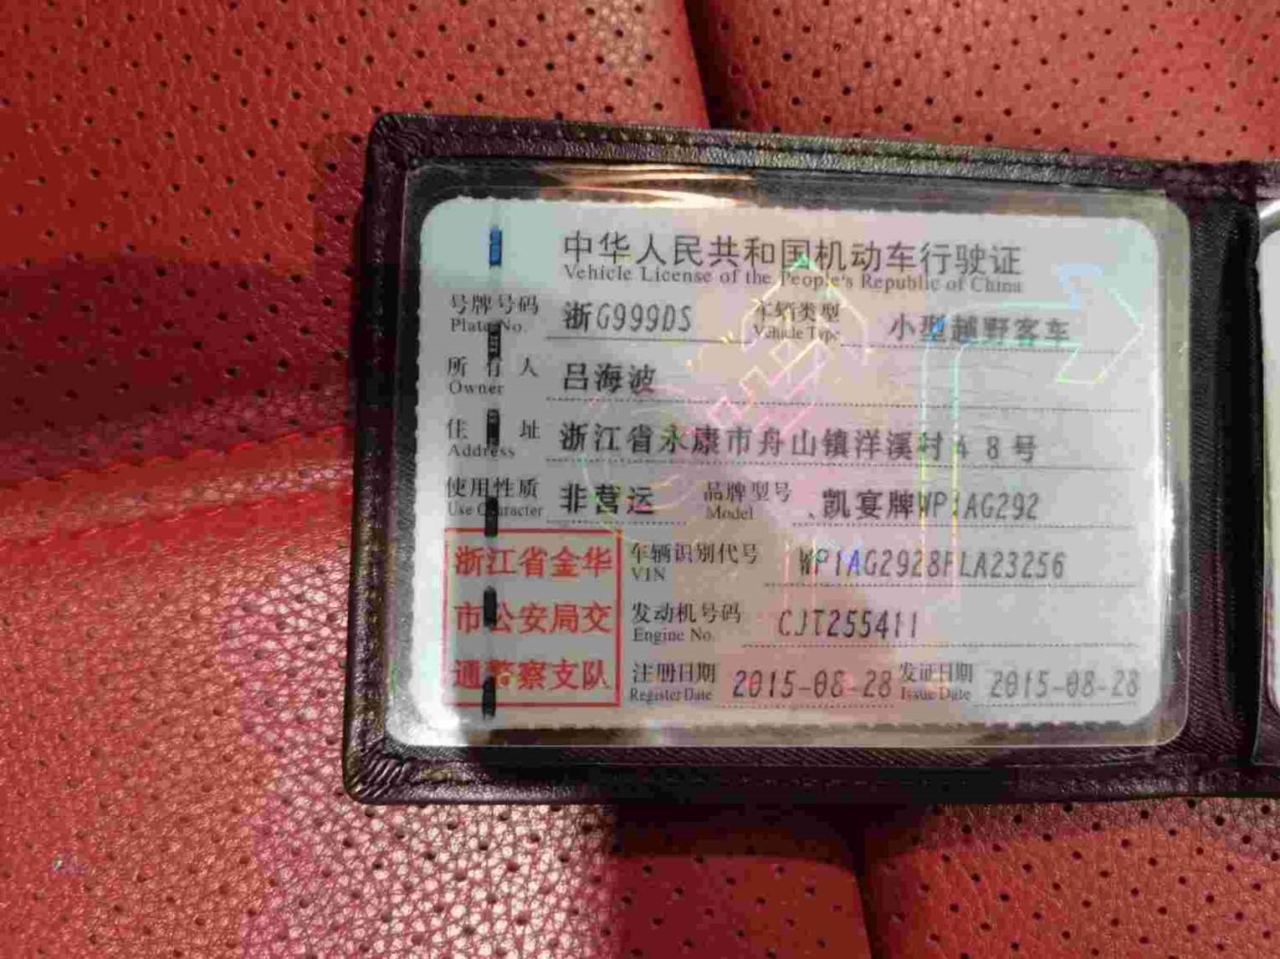 中华人民共和国机动车行驶证
Vehicle License of the People's Republic of China
号牌号码 浙G999DS 车辆类型 小型越野客车
Plate No. Vehicle Type
所有人 吕海波
Owner
住址 浙江省永康市舟山镇洋溪村48号
Address
使用性质 非营运 品牌型号 凯宴牌WP1AG292
Use Character Model
浙江省金华
市公安局交
通警察支队
车辆识别代号 WP1AG2928FLA23256
VIN
发动机号码 CJT255411
Engine No.
注册日期 2015-08-28 发证日期 2015-08-28
Register Date Issue Date